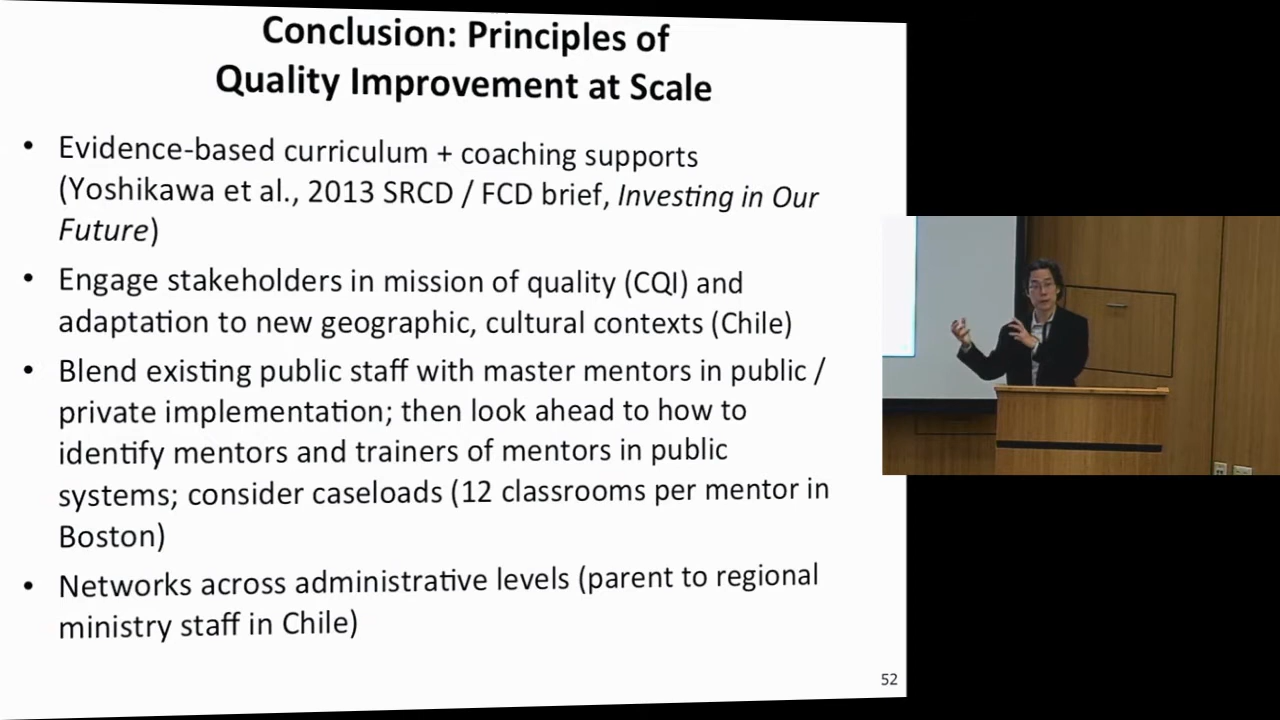 Conclusion: Principles of
Quality Improvement at Scale
• Evidence-based curriculum + coaching supports
(Yoshikawa et al., 2013 SRCD / FCD brief, Investing in Our
Future)
• Engage stakeholders in mission of quality (CQI) and
adaptation to new geographic, cultural contexts (Chile)
• Blend existing public staff with master mentors in public /
private implementation; then look ahead to how to
identify mentors and trainers of mentors in public
systems; consider caseloads (12 classrooms per mentor in
Boston)
• Networks across administrative levels (parent to regional
ministry staff in Chile)
52